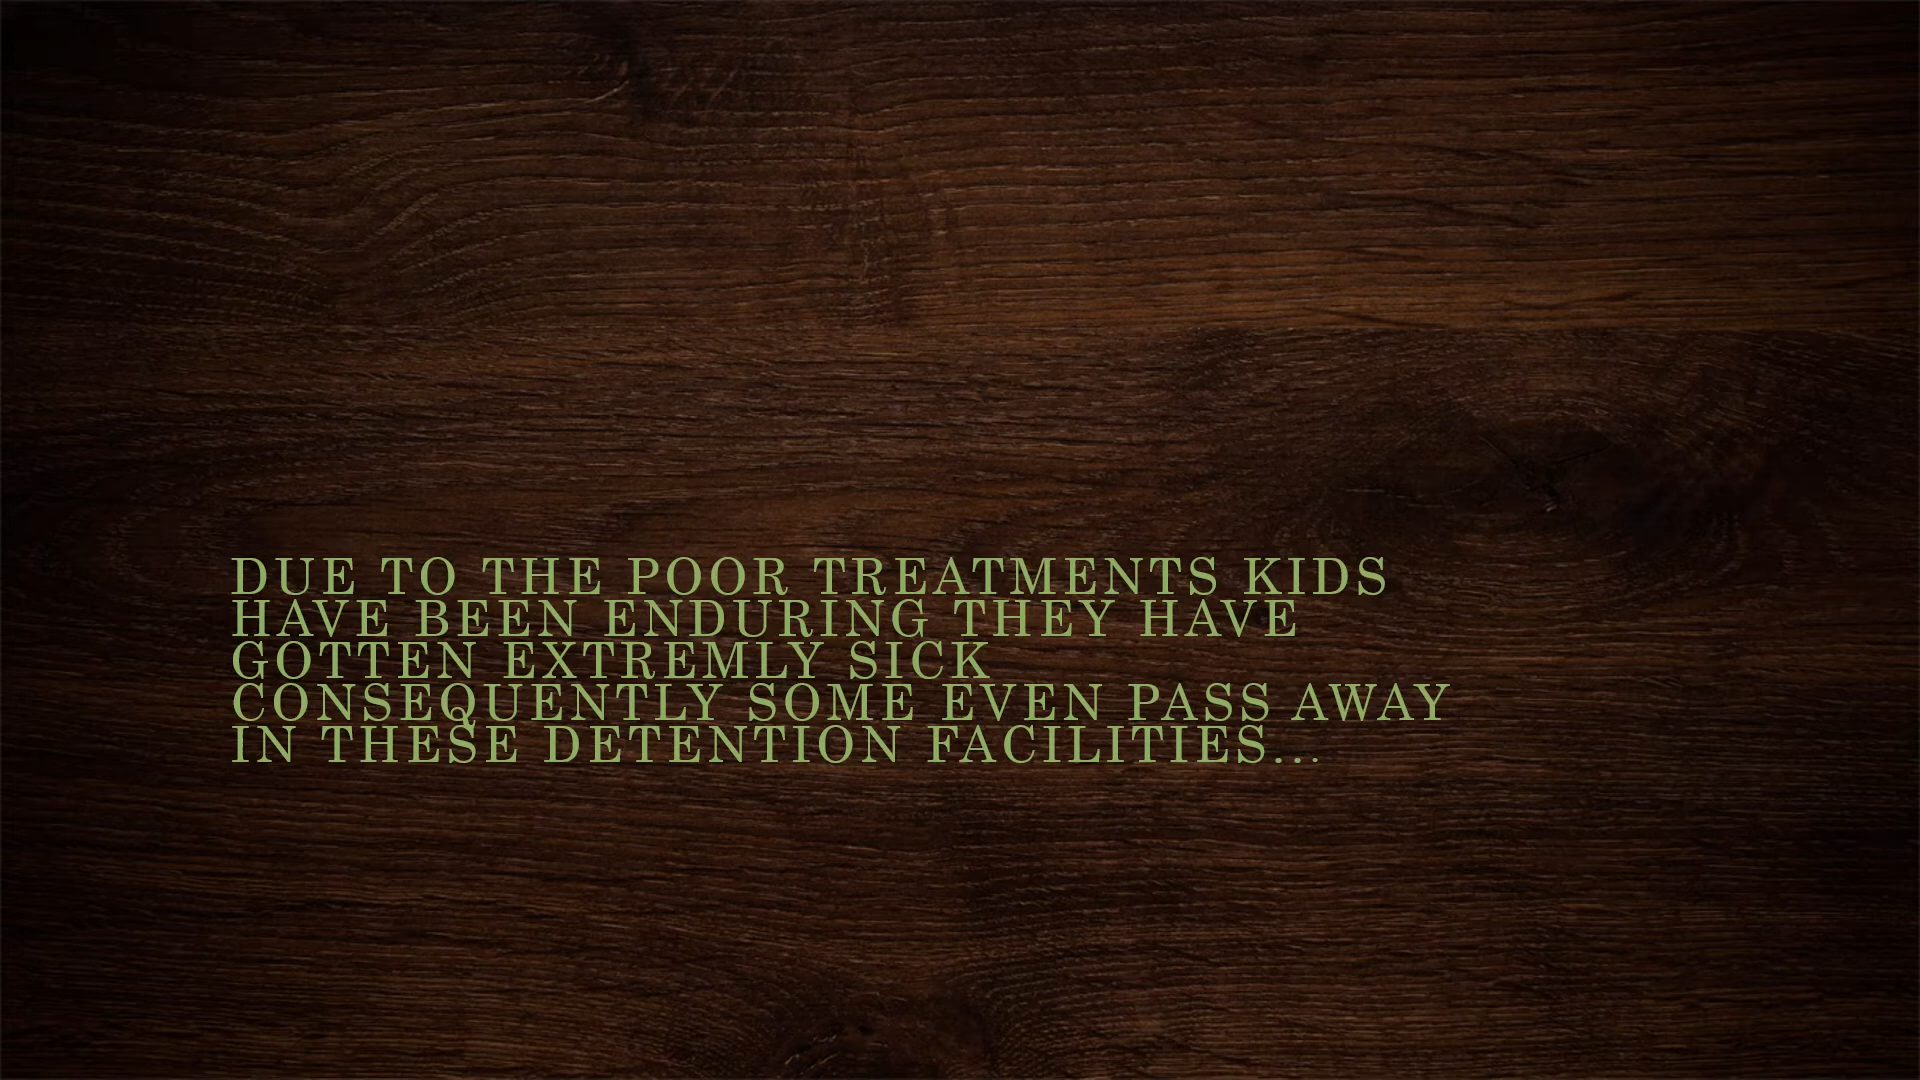 DUE TO THE POOR TREATMENTS KIDS
HAVE BEEN ENDURING THEY HAVE
GOTTEN EXTREMLY SICK
CONSEQUENTLY SOME EVEN PASS AWAY
IN THESE DETENTION FACILITIES...